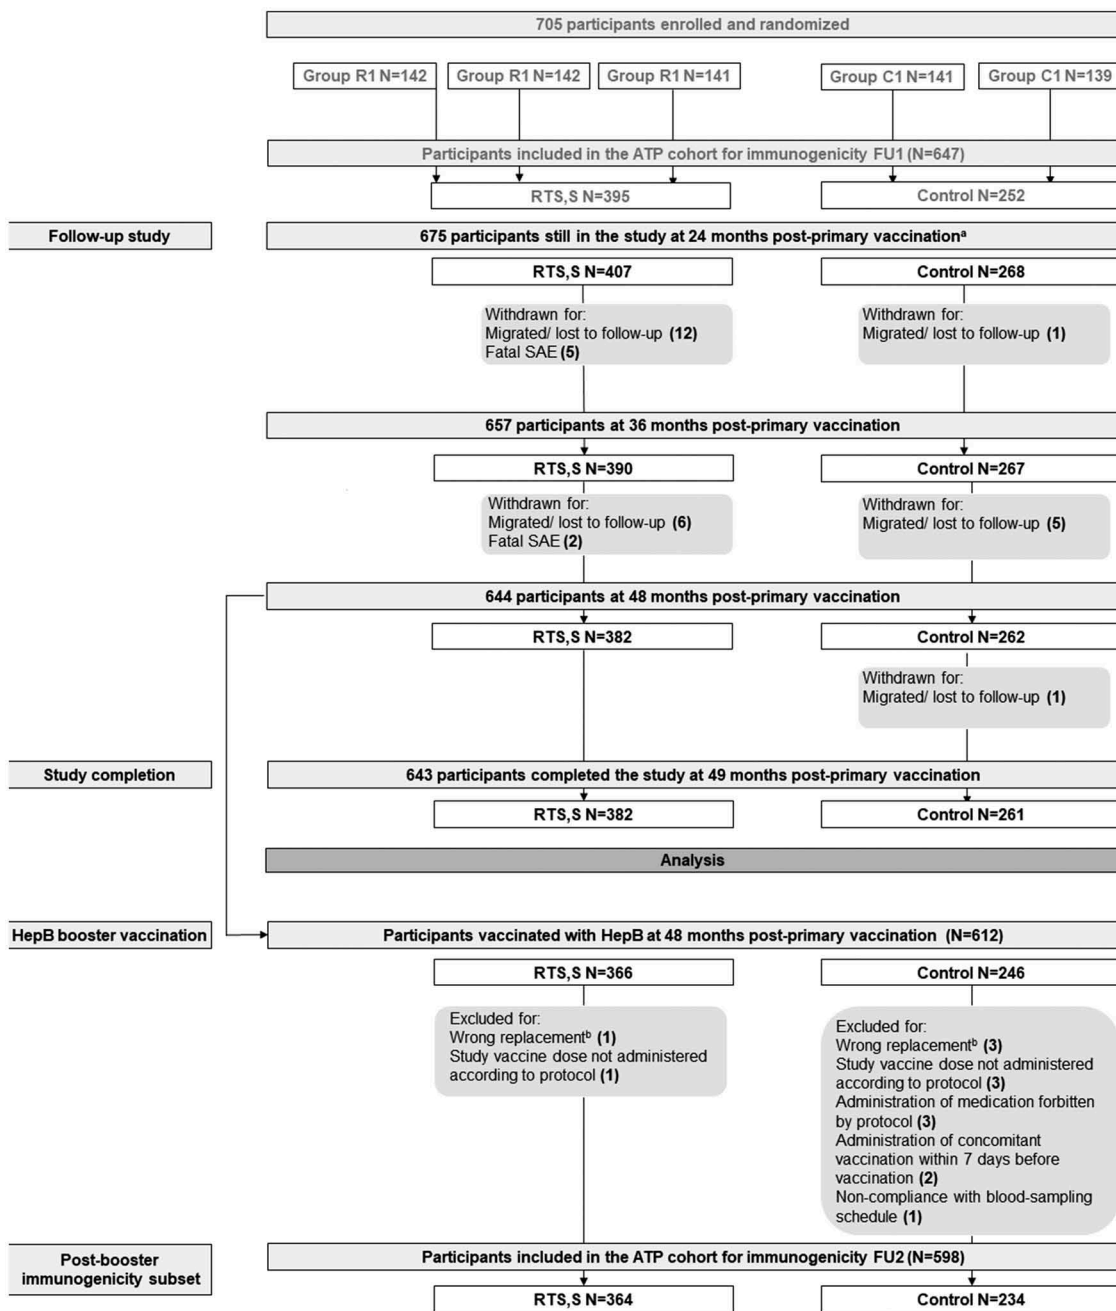 705 participants enrolled and randomized
Group R1 N=142
Group R1 N=142
Group R1 N=141
Group C1 N=141
Group C1 N=139
Participants included in the ATP cohort for immunogenicity FU1 (N=647)
RTS,S N=395
Control N=252
Follow-up study
675 participants still in the study at 24 months post-primary vaccinationᵃ
RTS,S N=407
Control N=268
Withdrawn for:
Migrated/ lost to follow-up (12)
Fatal SAE (5)
Withdrawn for:
Migrated/ lost to follow-up (1)
657 participants at 36 months post-primary vaccination
RTS,S N=390
Control N=267
Withdrawn for:
Migrated/ lost to follow-up (6)
Fatal SAE (2)
Withdrawn for:
Migrated/ lost to follow-up (5)
644 participants at 48 months post-primary vaccination
RTS,S N=382
Control N=262
Withdrawn for:
Migrated/ lost to follow-up (1)
Study completion
643 participants completed the study at 49 months post-primary vaccination
RTS,S N=382
Control N=261
Analysis
HepB booster vaccination
Participants vaccinated with HepB at 48 months post-primary vaccination (N=612)
RTS,S N=366
Control N=246
Excluded for:
Wrong replacementᵇ (1)
Study vaccine dose not administered
according to protocol (1)
Excluded for:
Wrong replacementᵇ (3)
Study vaccine dose not administered
according to protocol (3)
Administration of medication forbitten
by protocol (3)
Administration of concomitant
vaccination within 7 days before
vaccination (2)
Non-compliance with blood-sampling
schedule (1)
Post-booster
immunogenicity subset
Participants included in the ATP cohort for immunogenicity FU2 (N=598)
RTS,S N=364
Control N=234